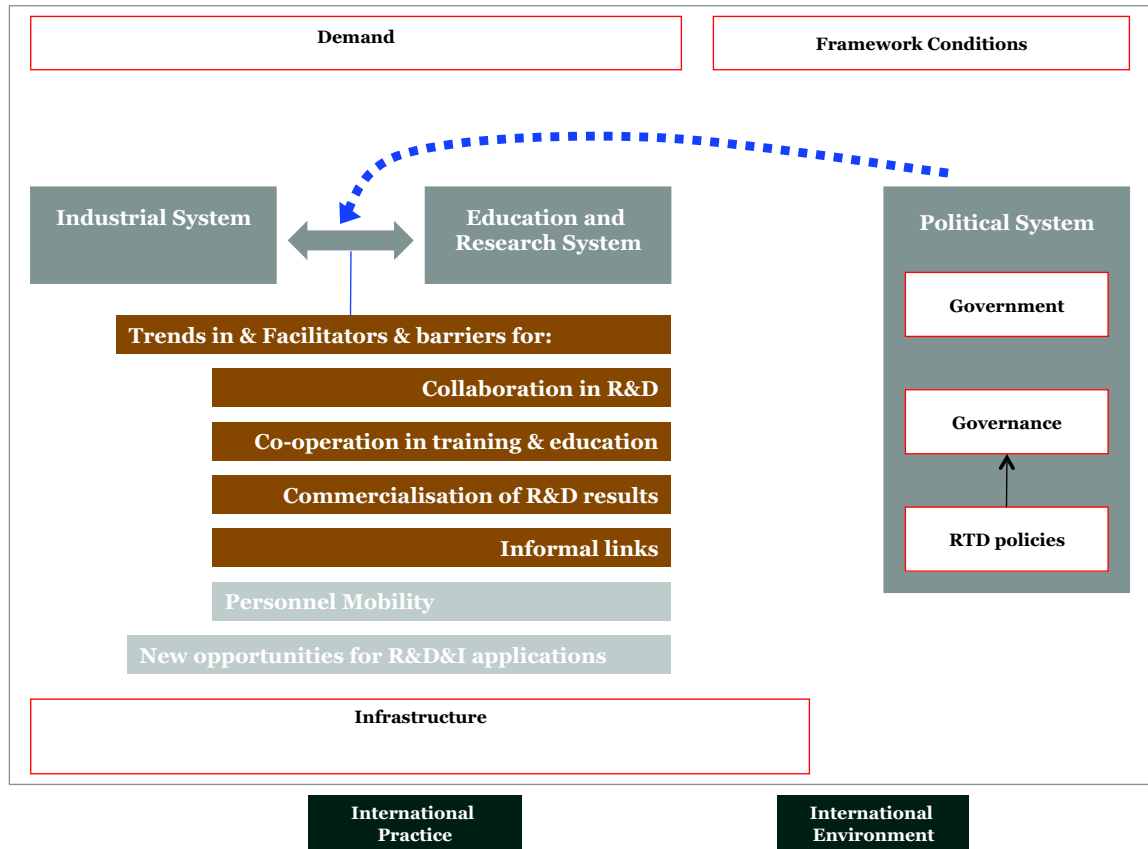 Demand
Framework Conditions
Industrial System
Education and
Research System
Political System
Government
Trends in & Facilitators & barriers for:
Collaboration in R&D
Governance
Co-operation in training & education
Commercialisation of R&D results
RTD policies
Informal links
Personnel Mobility
New opportunities for R&D&I applications
Infrastructure
International
Practice
International
Environment